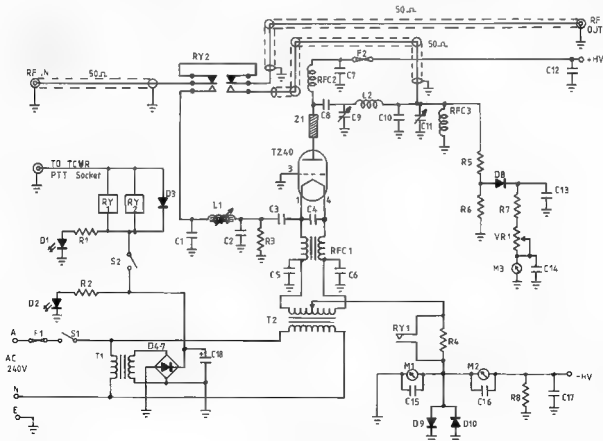 50Ω
RF OUT
RY2
50Ω
F2
+HV
RF IN
50Ω
RFC2
C7
C12
C8
L2
Z1
C9
C10
C11
RFC3
TZ40
TO TCVR
PTT Socket
D3
3
R5
D8
RY 1
RY 2
1
4
C13
R6
R7
L1
C3
C4
VR1
D1
R1
C1
C2
R3
RFC1
M3
C14
S2
C5
C6
D2
R2
T2
RY1
A
F1
S1
R4
AC 240V
T1
D4-7
+
C18
M1
M2
-HV
N
C15
C16
R8
C17
E
D9
D10